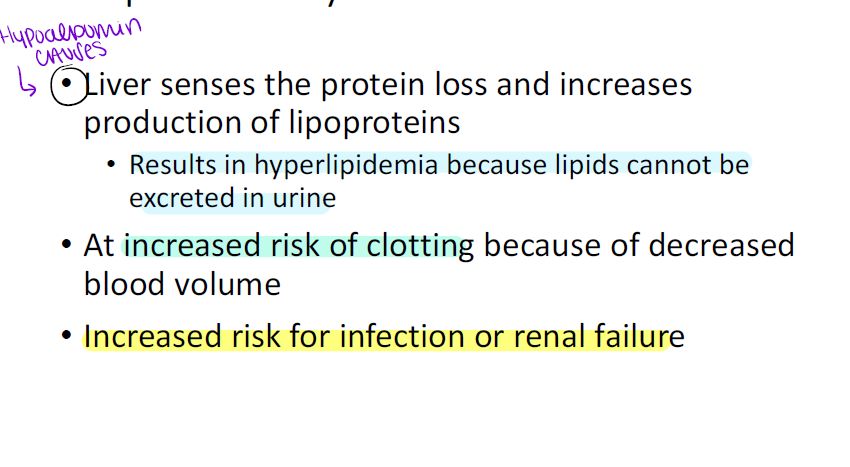 Hypoalbumin
causes
• Liver senses the protein loss and increases
production of lipoproteins
• Results in hyperlipidemia because lipids cannot be
excreted in urine
• At increased risk of clotting because of decreased
blood volume
• Increased risk for infection or renal failure